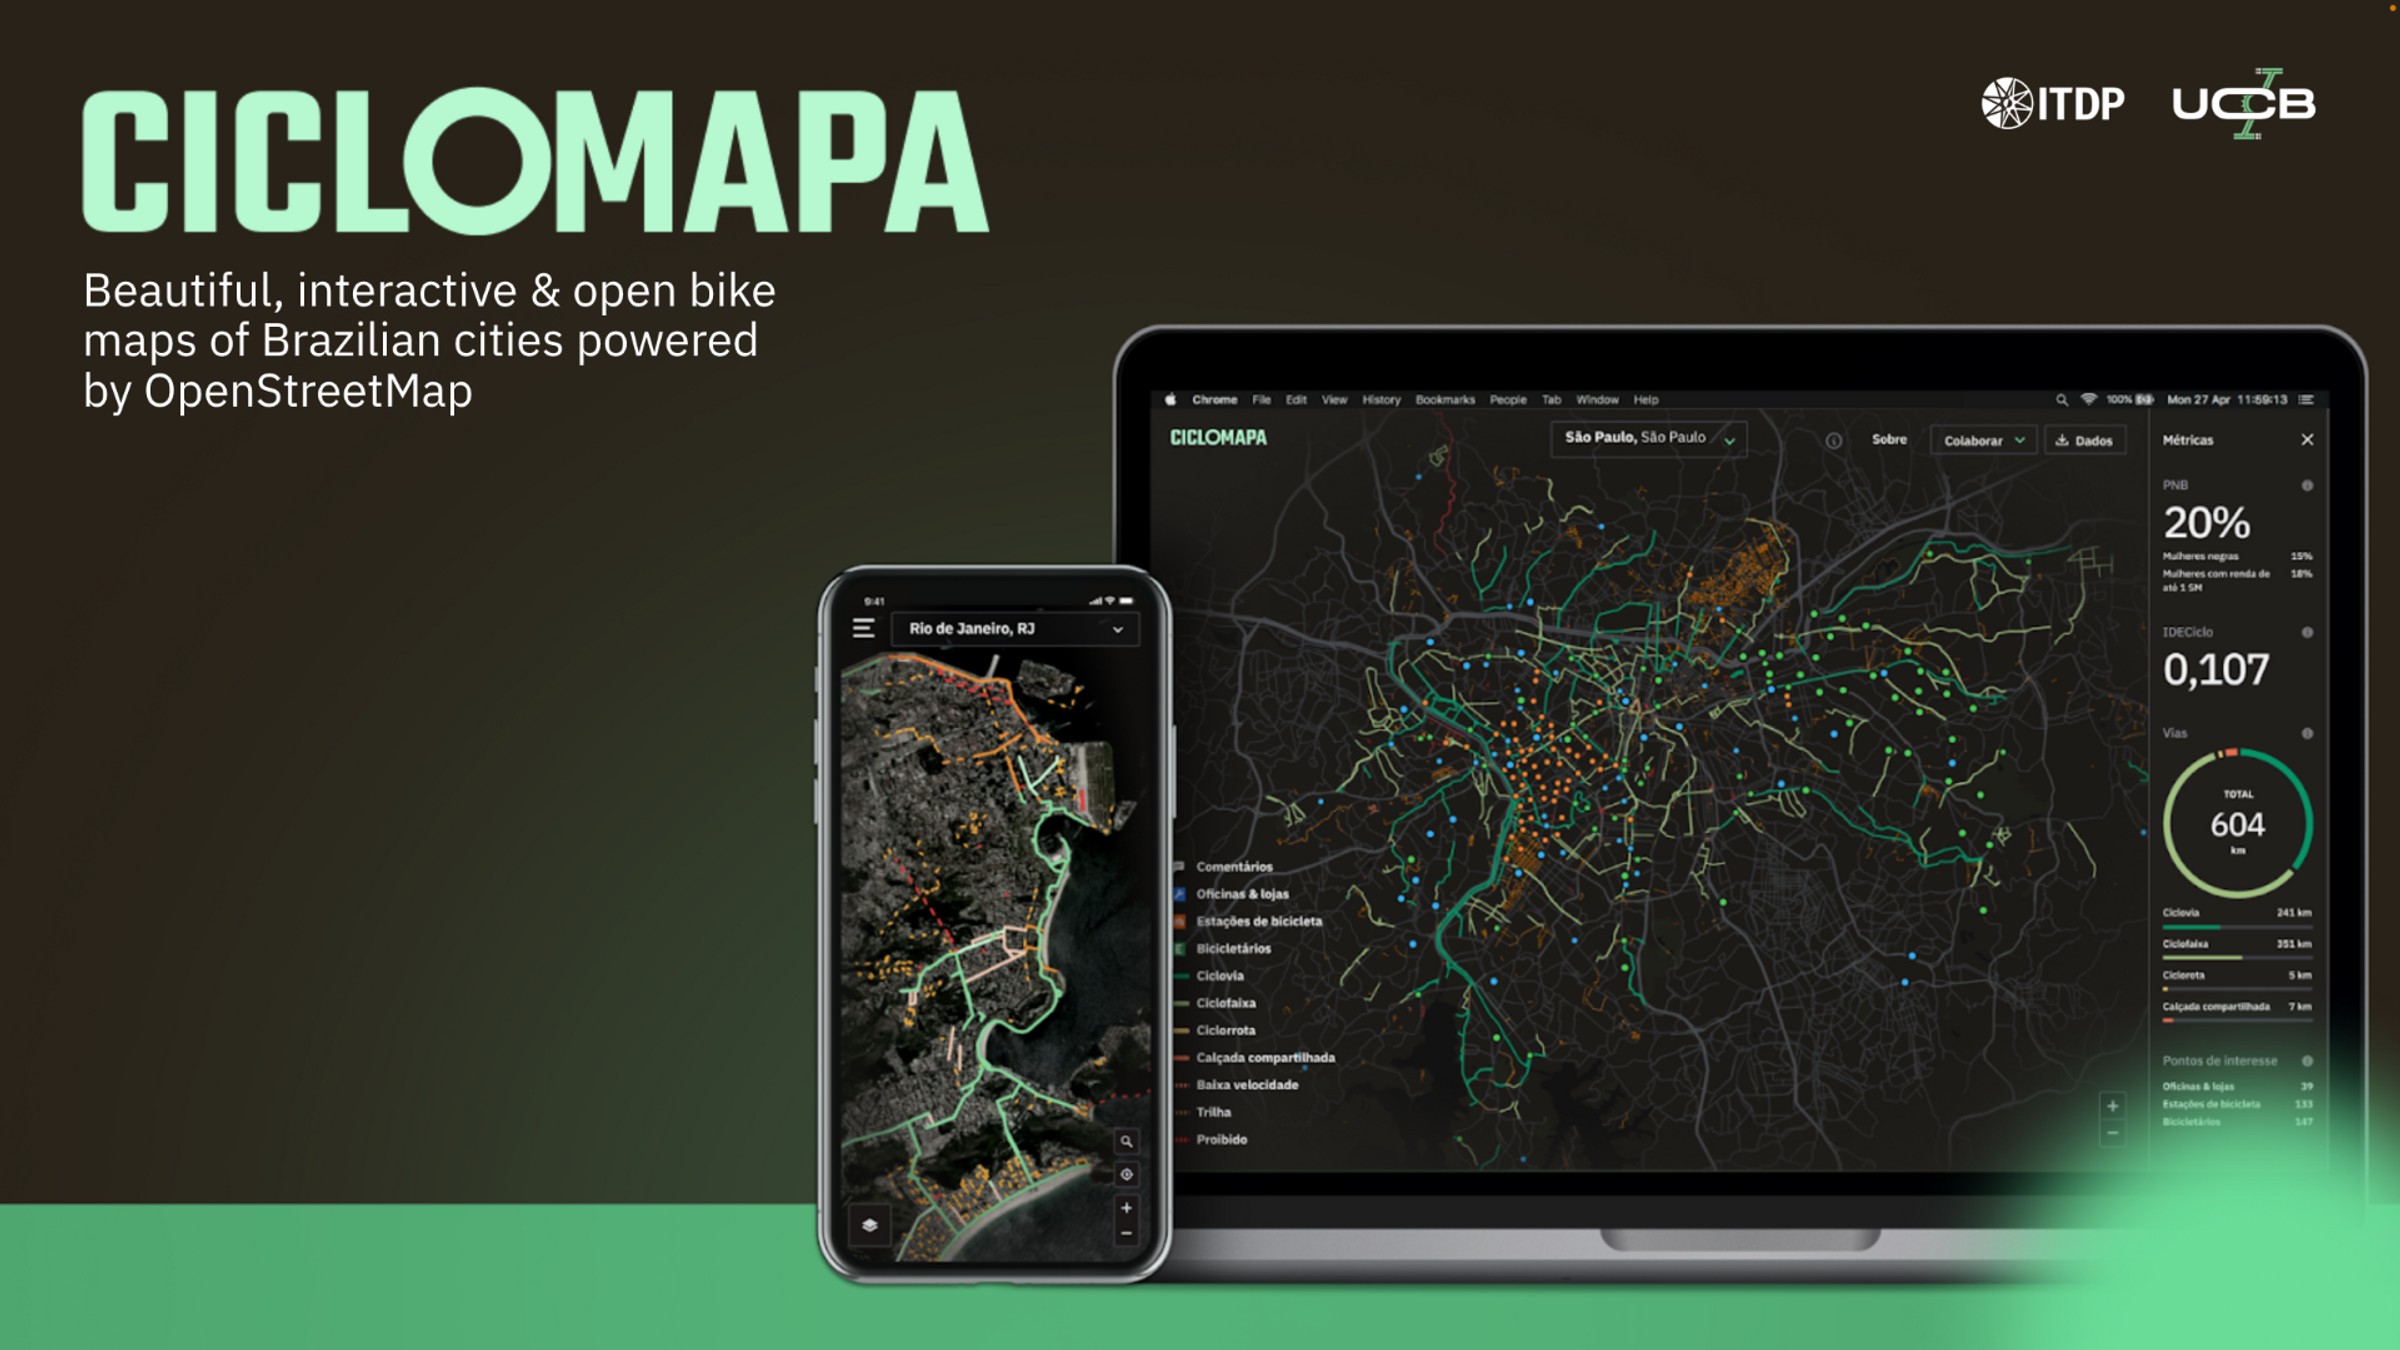 CICLOMAPA
Beautiful, interactive & open bike
maps of Brazilian cities powered
by OpenStreetMap
ITDP
UCB
Chrome File Edit View History Bookmarks People Tab Window Help
100% Mon 27 Apr 11:59:13
CICLOMAPA
São Paulo, São Paulo
Sobre
Colaborar
Dados
Métricas
PNB
20%
Mulheres negras 15%
Mulheres com renda de 18%
até 1 SM
IDECiclo
0,107
Vias
TOTAL
604
km
Ciclovia 241 km
Ciclofaixa 351 km
Ciclorota 5 km
Calçada compartilhada 7 km
Pontos de interesse
Oficinas & lojas 39
Estações de bicicleta 133
Bicicletários 147
Comentários
Oficinas & lojas
Estações de bicicleta
Bicicletários
Ciclovia
Ciclofaixa
Ciclorrota
Calçada compartilhada
Baixa velocidade
Trilha
Proibido
9:41
Rio de Janeiro, RJ